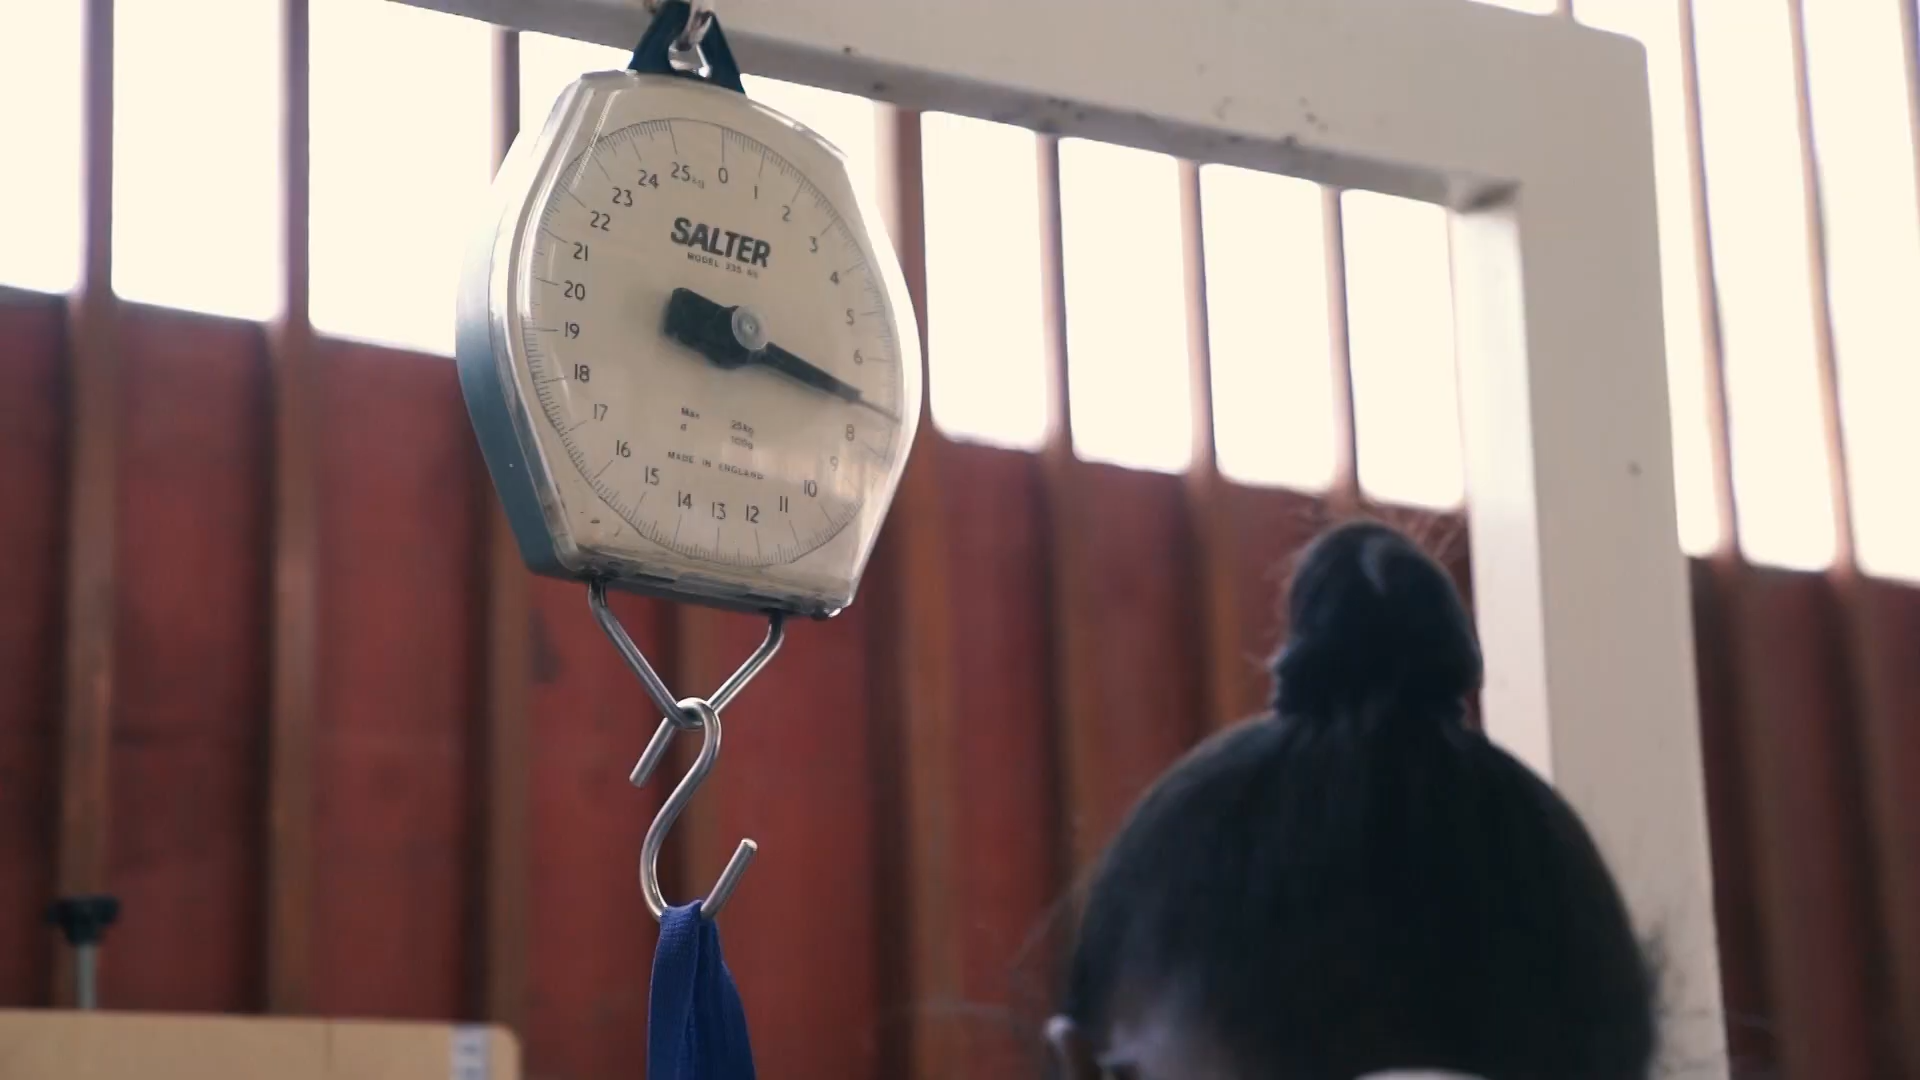 25kg 0 1 2 3 4 5 6 8 9 10 11 12 13 14 15 16 17 18 19 20 21 22 23 24
SALTER
MODEL 235 6S
Max 25kg
d 100g
MADE IN ENGLAND